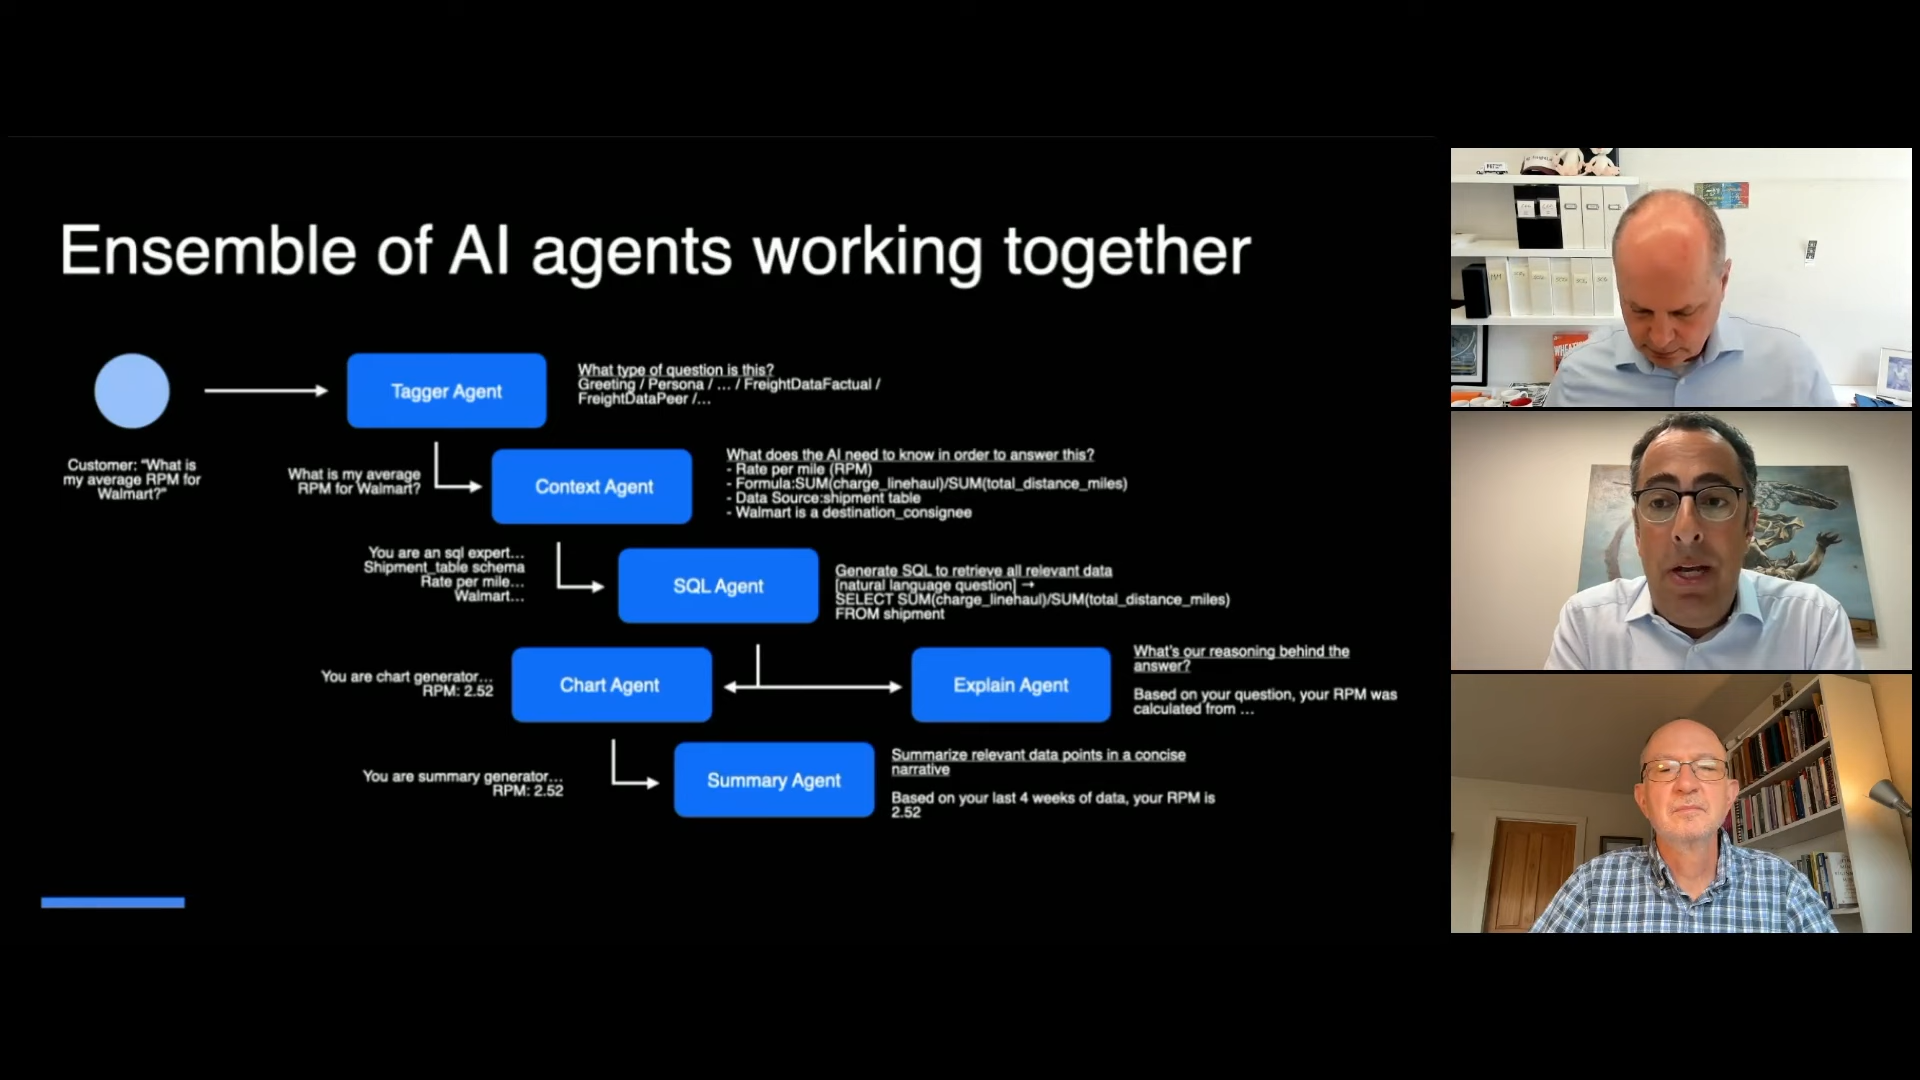 Ensemble of AI agents working together
Customer: "What is
my average RPM for
Walmart?"
Tagger Agent
What type of question is this?
Greeting / Persona / ... / FreightDataFactual /
FreightDataPeer /...
What is my average
RPM for Walmart?
Context Agent
What does the AI need to know in order to answer this?
- Rate per mile (RPM)
- Formula:SUM(charge_linehaul)/SUM(total_distance_miles)
- Data Source:shipment table
- Walmart is a destination_consignee
You are an sql expert...
Shipment_table schema
Rate per mile...
Walmart...
SQL Agent
Generate SQL to retrieve all relevant data
[natural language question] →
SELECT SUM(charge_linehaul)/SUM(total_distance_miles)
FROM shipment
You are chart generator...
RPM: 2.52
Chart Agent
Explain Agent
What's our reasoning behind the
answer?
Based on your question, your RPM was
calculated from ...
You are summary generator...
RPM: 2.52
Summary Agent
Summarize relevant data points in a concise
narrative
Based on your last 4 weeks of data, your RPM is
2.52